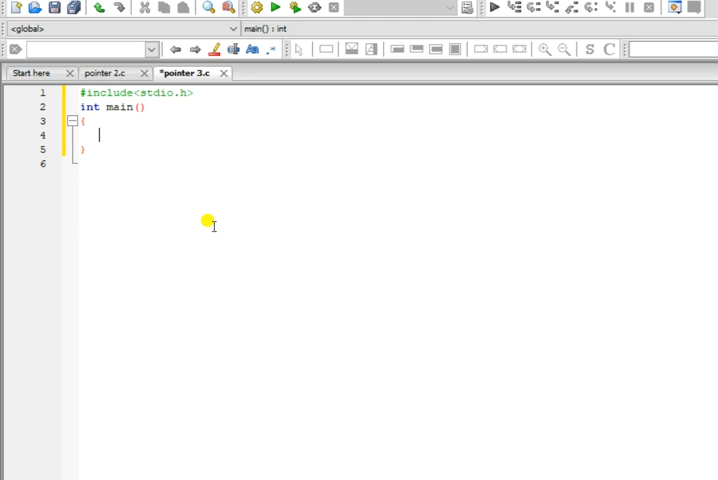 <global>
main() : int
Start here
pointer 2.c
*pointer 3.c
1 #include<stdio.h>
2 int main()
3 {
4
5 }
6